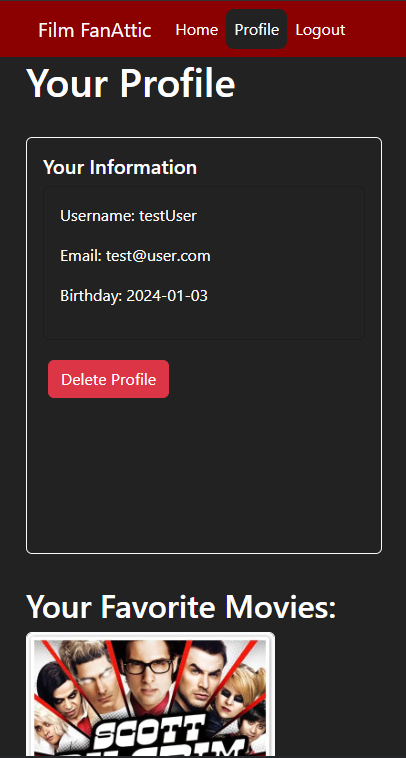 Film FanAttic Home Profile Logout
Your Profile
Your Information
Username: testUser
Email: test@user.com
Birthday: 2024-01-03
Delete Profile
Your Favorite Movies:
SCOTT
PILGRIM